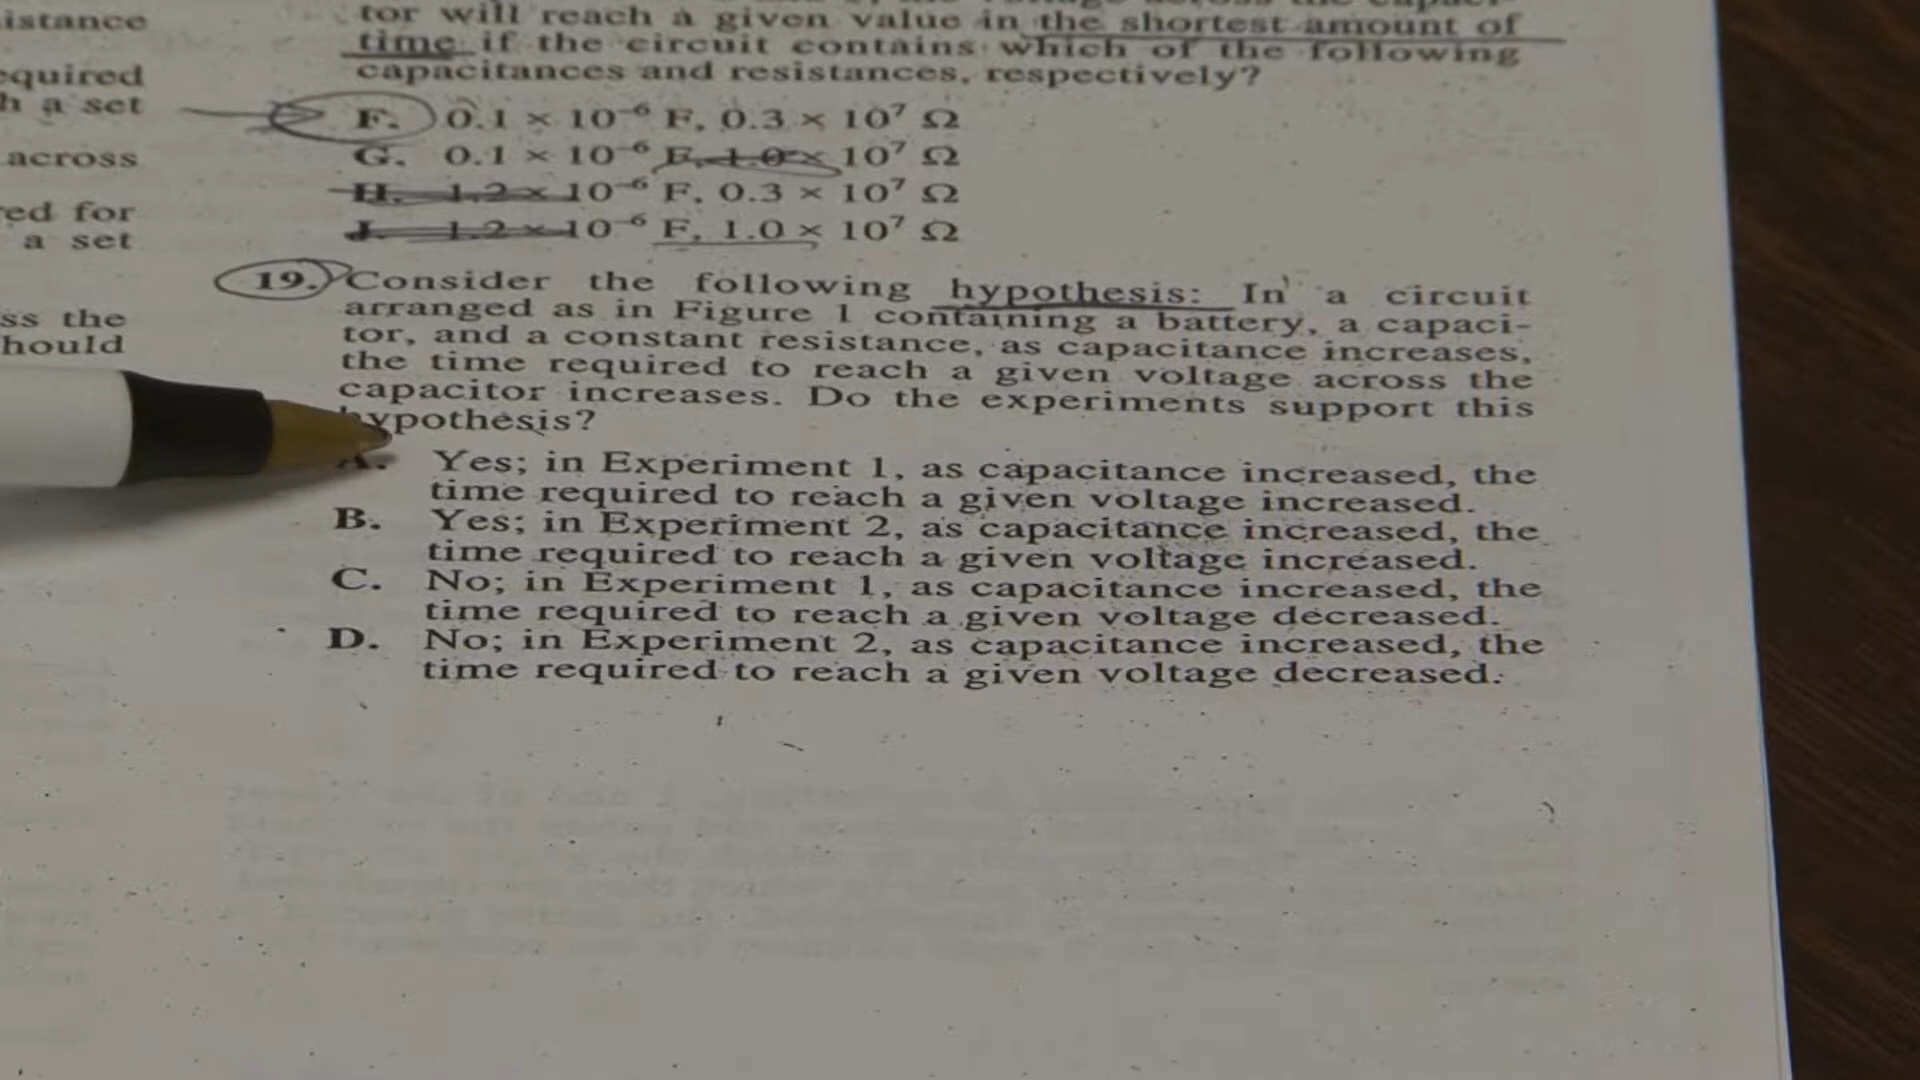 istance
equired
h a set
across
ed for
a set
ss the
hould
tor will reach a given value in the shortest amount of
time if the circuit contains which of the following
capacitances and resistances, respectively?
F. 0.1 × 10⁻⁶ F, 0.3 × 10⁷ Ω
G. 0.1 × 10⁻⁶ F, 1.0 × 10⁷ Ω
H. 1.2 × 10⁻⁶ F, 0.3 × 10⁷ Ω
J. 1.2 × 10⁻⁶ F, 1.0 × 10⁷ Ω
19. Consider the following hypothesis: In a circuit
arranged as in Figure 1 containing a battery, a capaci-
tor, and a constant resistance, as capacitance increases,
the time required to reach a given voltage across the
capacitor increases. Do the experiments support this
hypothesis?
A. Yes; in Experiment 1, as capacitance increased, the
time required to reach a given voltage increased.
B. Yes; in Experiment 2, as capacitance increased, the
time required to reach a given voltage increased.
C. No; in Experiment 1, as capacitance increased, the
time required to reach a given voltage decreased.
D. No; in Experiment 2, as capacitance increased, the
time required to reach a given voltage decreased.